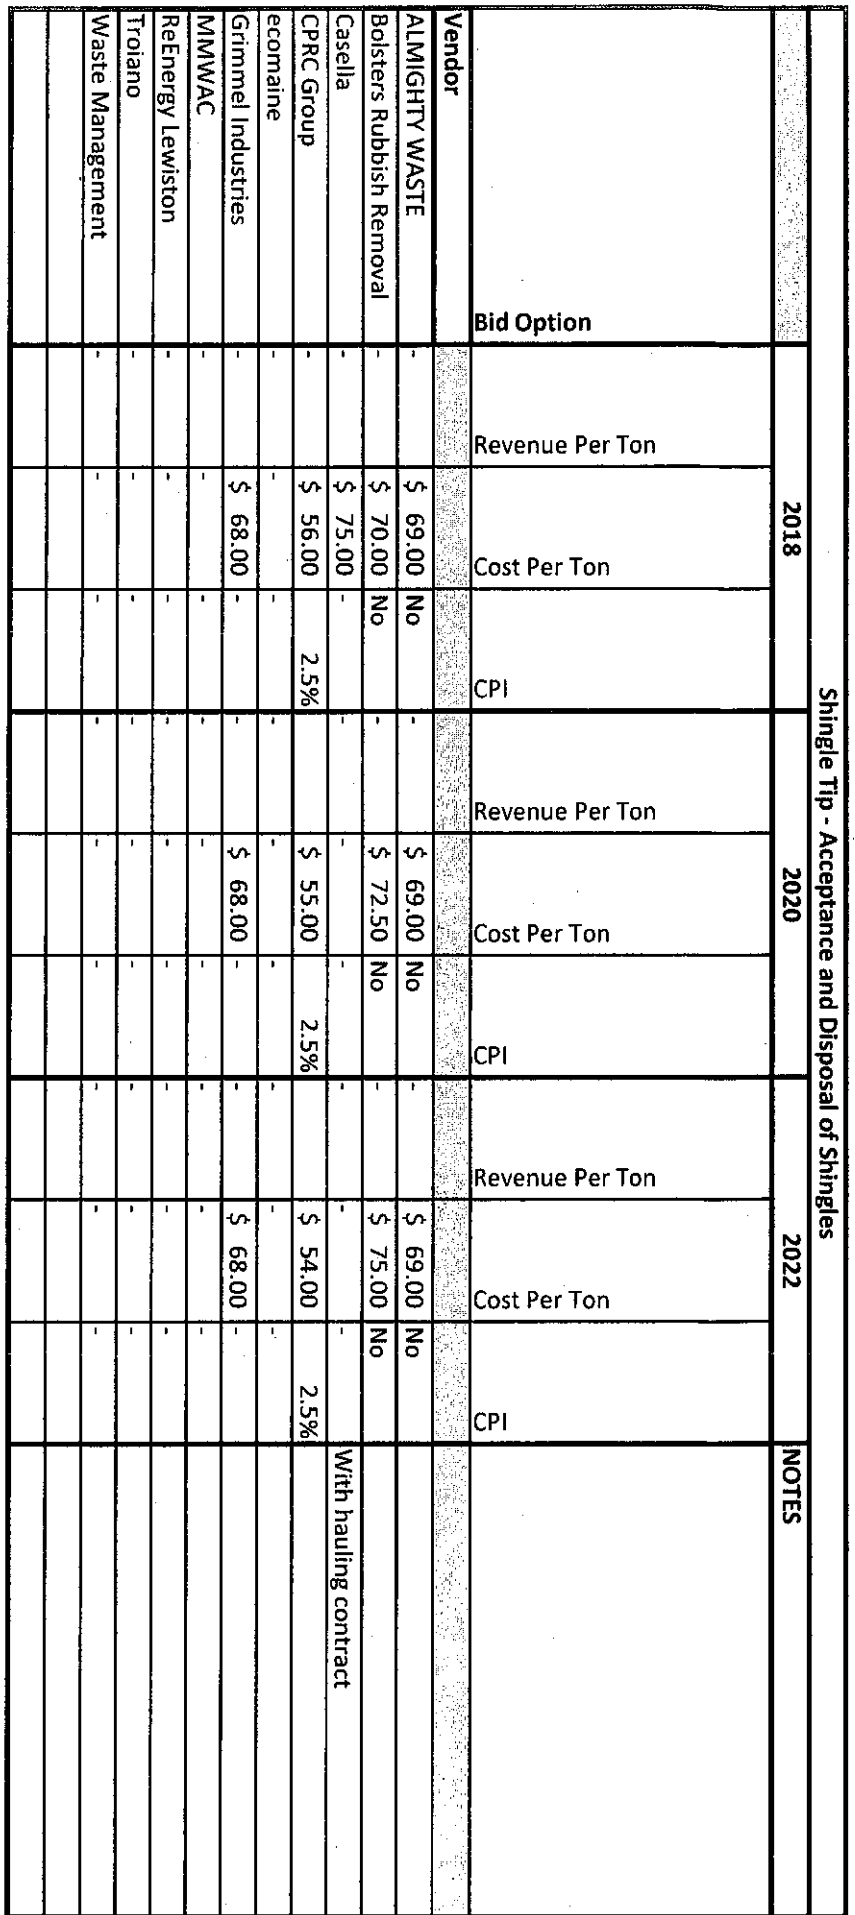 Shingle Tip - Acceptance and Disposal of Shingles
2018 2020 2022 NOTES
Bid Option Revenue Per Ton Cost Per Ton CPI Revenue Per Ton Cost Per Ton CPI Revenue Per Ton Cost Per Ton CPI
Vendor
ALMIGHTY WASTE - $ 69.00 No - $ 69.00 No - $ 69.00 No
Bolsters Rubbish Removal - $ 70.00 No - $ 72.50 No - $ 75.00 No
Casella - $ 75.00 - - - - - - - With hauling contract
CPRC Group - $ 56.00 2.5% $ 55.00 2.5% $ 54.00 2.5%
ecomaine - - - - - - - - -
Grimmel Industries - $ 68.00 - - $ 68.00 - - $ 68.00 -
MMWAC - - - - - - - - -
ReEnergy Lewiston - - - - - - - - -
Troiano - - - - - - - - -
Waste Management - - - - - - - - -